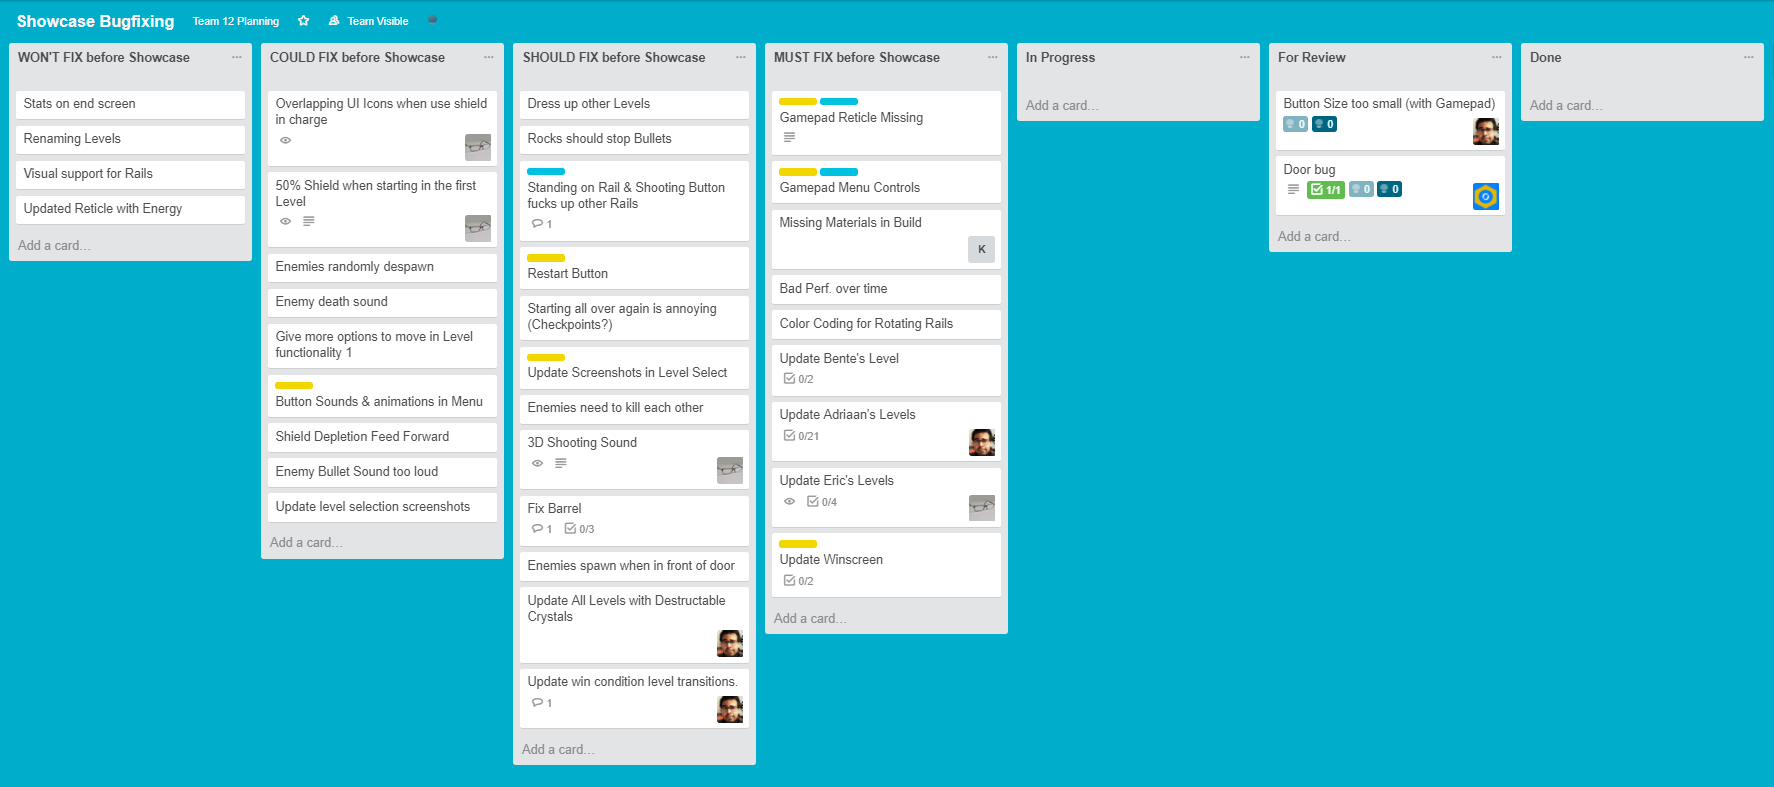 Showcase Bugfixing Team 12 Planning Team Visible
WON'T FIX before Showcase
Stats on end screen
Renaming Levels
Visual support for Rails
Updated Reticle with Energy
Add a card...
COULD FIX before Showcase
Overlapping UI Icons when use shield
in charge
50% Shield when starting in the first
Level
Enemies randomly despawn
Enemy death sound
Give more options to move in Level
functionality 1
Button Sounds & animations in Menu
Shield Depletion Feed Forward
Enemy Bullet Sound too loud
Update level selection screenshots
Add a card...
SHOULD FIX before Showcase
Dress up other Levels
Rocks should stop Bullets
Standing on Rail & Shooting Button
fucks up other Rails
1
Restart Button
Starting all over again is annoying
(Checkpoints?)
Update Screenshots in Level Select
Enemies need to kill each other
3D Shooting Sound
Fix Barrel
1 0/3
Enemies spawn when in front of door
Update All Levels with Destructable
Crystals
Update win condition level transitions.
1
Add a card...
MUST FIX before Showcase
Gamepad Reticle Missing
Gamepad Menu Controls
Missing Materials in Build
K
Bad Perf. over time
Color Coding for Rotating Rails
Update Bente's Level
0/2
Update Adriaan's Levels
0/21
Update Eric's Levels
0/4
Update Winscreen
0/2
Add a card...
In Progress
Add a card...
For Review
Button Size too small (with Gamepad)
0 0
Door bug
1/1 0 0
Add a card...
Done
Add a card...